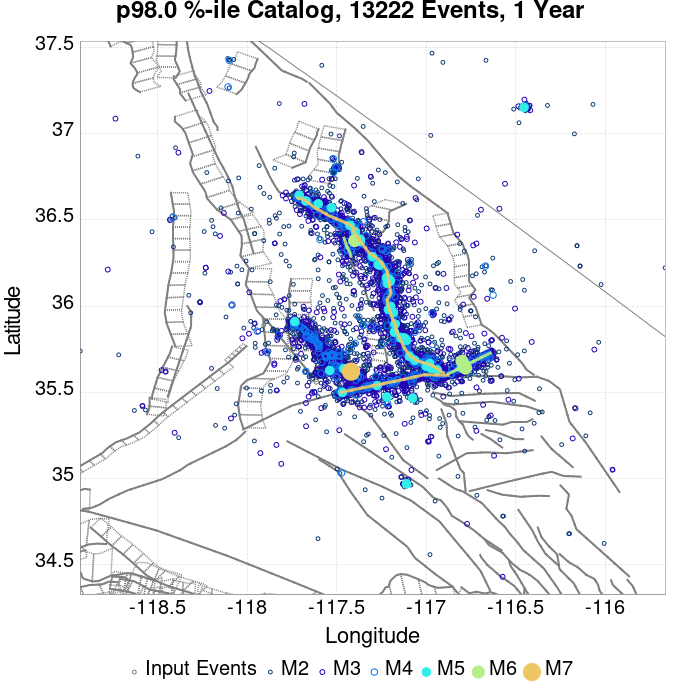 p98.0 %-ile Catalog, 13222 Events, 1 Year
37.5
37
36.5
36
35.5
35
34.5
Latitude
-118.5 -118 -117.5 -117 -116.5 -116
Longitude
Input Events M2 M3 M4 M5 M6 M7